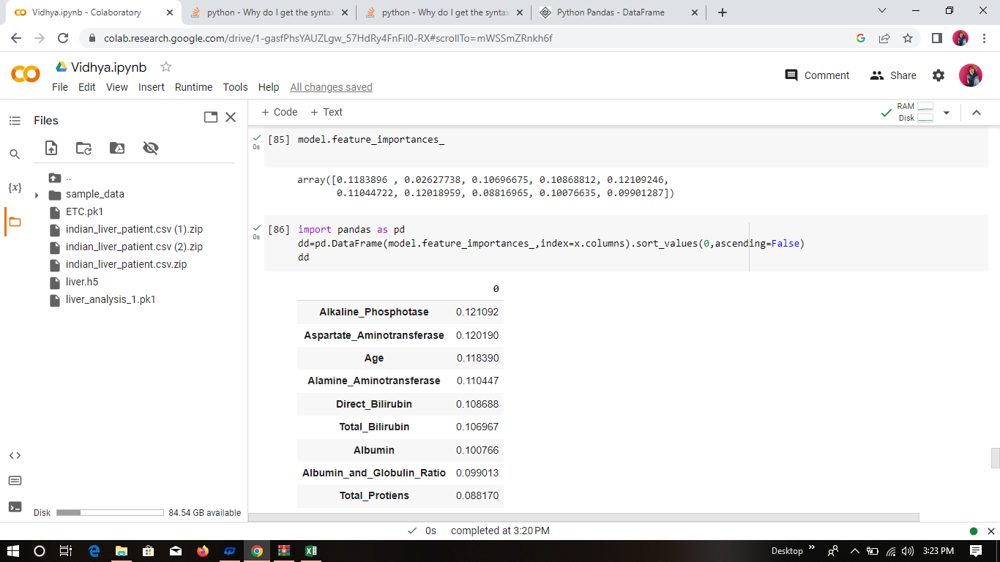 Vidhya.ipynb - Colaboratory
python - Why do I get the syntax
python - Why do I get the syntax
Python Pandas - DataFrame
colab.research.google.com/drive/1-gasfPhsYAUZLgw_57HdRy4FnFil0-RX#scrollTo=mWSSmZRnkh6f
Vidhya.ipynb
Comment
Share
File Edit View Insert Runtime Tools Help All changes saved
Files
+ Code + Text
RAM
Disk
..
sample_data
ETC.pk1
indian_liver_patient.csv (1).zip
indian_liver_patient.csv (2).zip
indian_liver_patient.csv.zip
liver.h5
liver_analysis_1.pk1
{x}
<>
Disk 84.54 GB available
[85] model.feature_importances_
0s
array([0.1183896 , 0.02627738, 0.10696675, 0.10868812, 0.12109246,
0.11044722, 0.12018959, 0.08816965, 0.10076635, 0.09901287])
[86] import pandas as pd
0s
dd=pd.DataFrame(model.feature_importances_,index=x.columns).sort_values(0,ascending=False)
dd
0
Alkaline_Phosphotase 0.121092
Aspartate_Aminotransferase 0.120190
Age 0.118390
Alamine_Aminotransferase 0.110447
Direct_Bilirubin 0.108688
Total_Bilirubin 0.106967
Albumin 0.100766
Albumin_and_Globulin_Ratio 0.099013
Total_Protiens 0.088170
0s completed at 3:20 PM
Desktop
3:23 PM